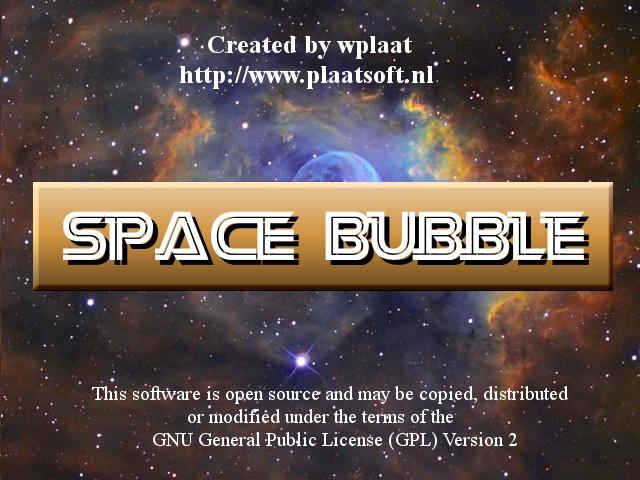 Created by wplaat
http://www.plaatsoft.nl
SPACE BUBBLE
This software is open source and may be copied, distributed
or modified under the terms of the
GNU General Public License (GPL) Version 2